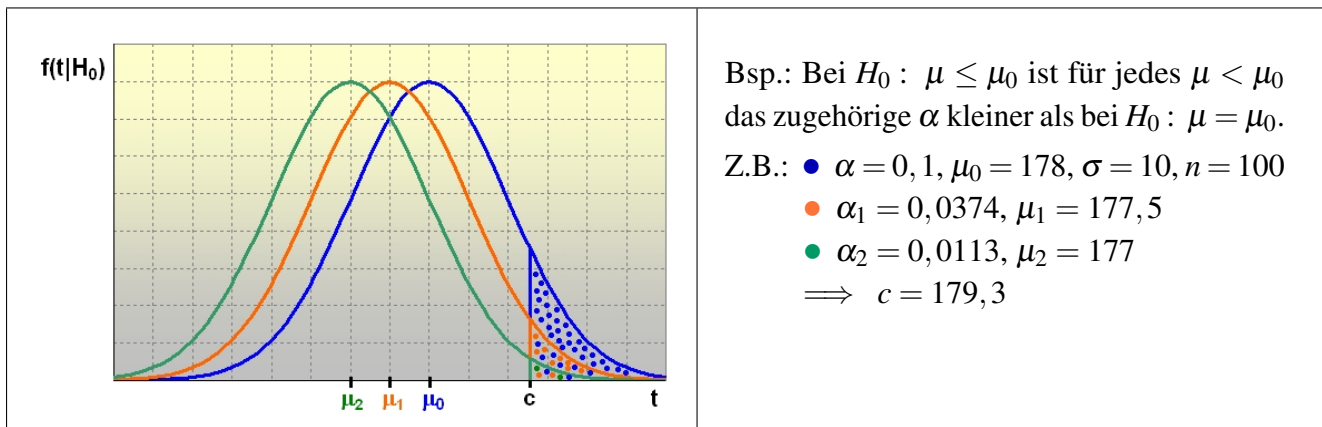 f(t|H₀)
μ₂ μ₁ μ₀ c t
Bsp.: Bei H₀ : μ ≤ μ₀ ist für jedes μ < μ₀
das zugehörige α kleiner als bei H₀ : μ = μ₀.
Z.B.: • α = 0,1, μ₀ = 178, σ = 10, n = 100
• α₁ = 0,0374, μ₁ = 177,5
• α₂ = 0,0113, μ₂ = 177
⟹ c = 179,3